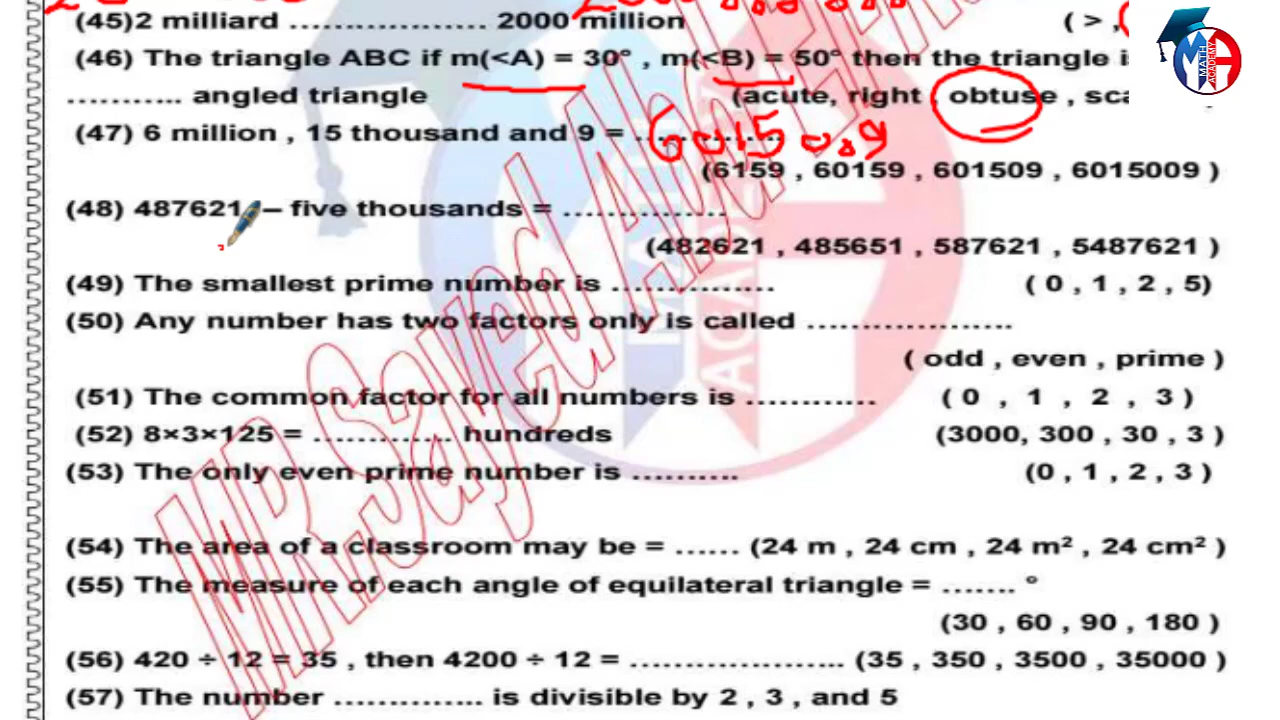 (45)2 milliard ………………… 2000 million ( > ,
(46) The triangle ABC if m(<A) = 30° , m(<B) = 50° then the triangle i
……….. angled triangle (acute, right , obtuse , sca
(47) 6 million , 15 thousand and 9 = 6015009
(6159 , 60159 , 601509 , 6015009 )
(48) 487621 – five thousands = ……………….
(482621 , 485651 , 587621 , 5487621 )
(49) The smallest prime number is ………………. ( 0 , 1 , 2 , 5)
(50) Any number has two factors only is called …………………..
( odd , even , prime )
(51) The common factor for all numbers is ………… ( 0 , 1 , 2 , 3 )
(52) 8×3×125 = …………. hundreds (3000, 300 , 30 , 3 )
(53) The only even prime number is ………. (0 , 1 , 2 , 3 )
(54) The area of a classroom may be = …… (24 m , 24 cm , 24 m² , 24 cm² )
(55) The measure of each angle of equilateral triangle = ……. °
(30 , 60 , 90 , 180 )
(56) 420 ÷ 12 = 35 , then 4200 ÷ 12 = ………………… (35 , 350 , 3500 , 35000 )
(57) The number ………….. is divisible by 2 , 3 , and 5
MR.Sayed
MATH
ACADEMY